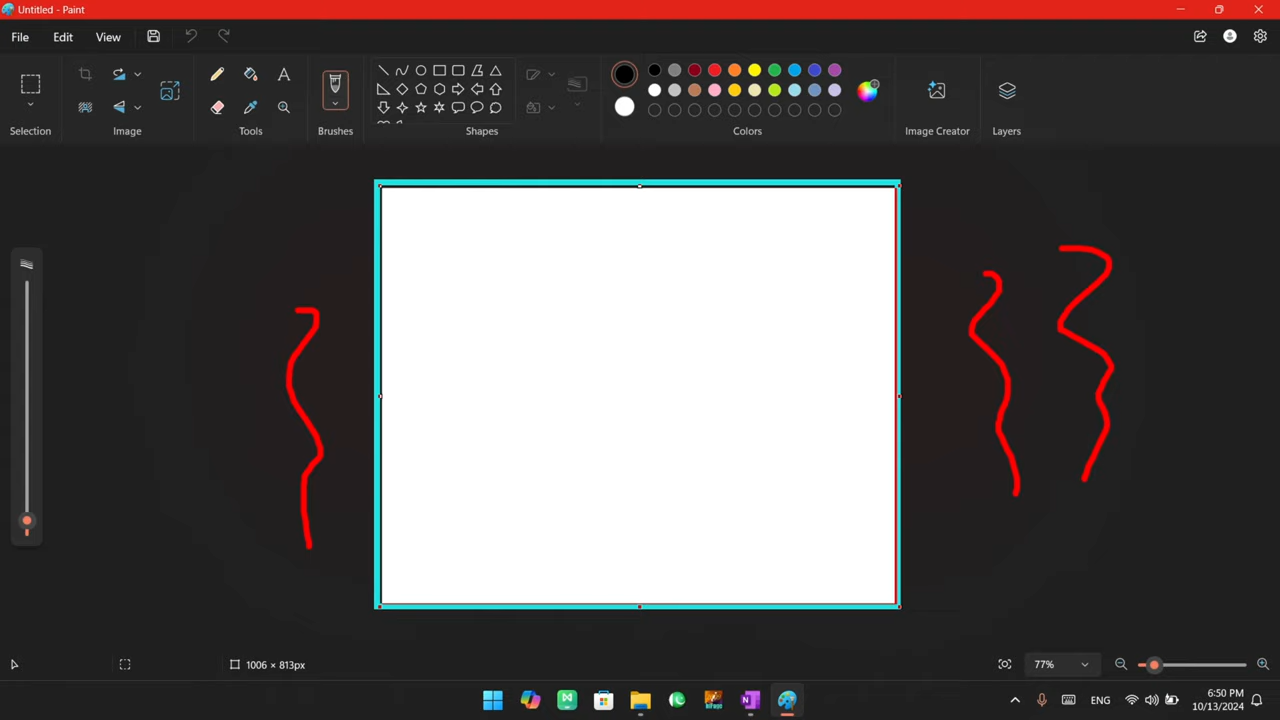 Untitled - Paint
File Edit View
Selection Image Tools Brushes Shapes Colors Image Creator Layers
1006 × 813px 77%
ENG 6:50 PM
10/13/2024